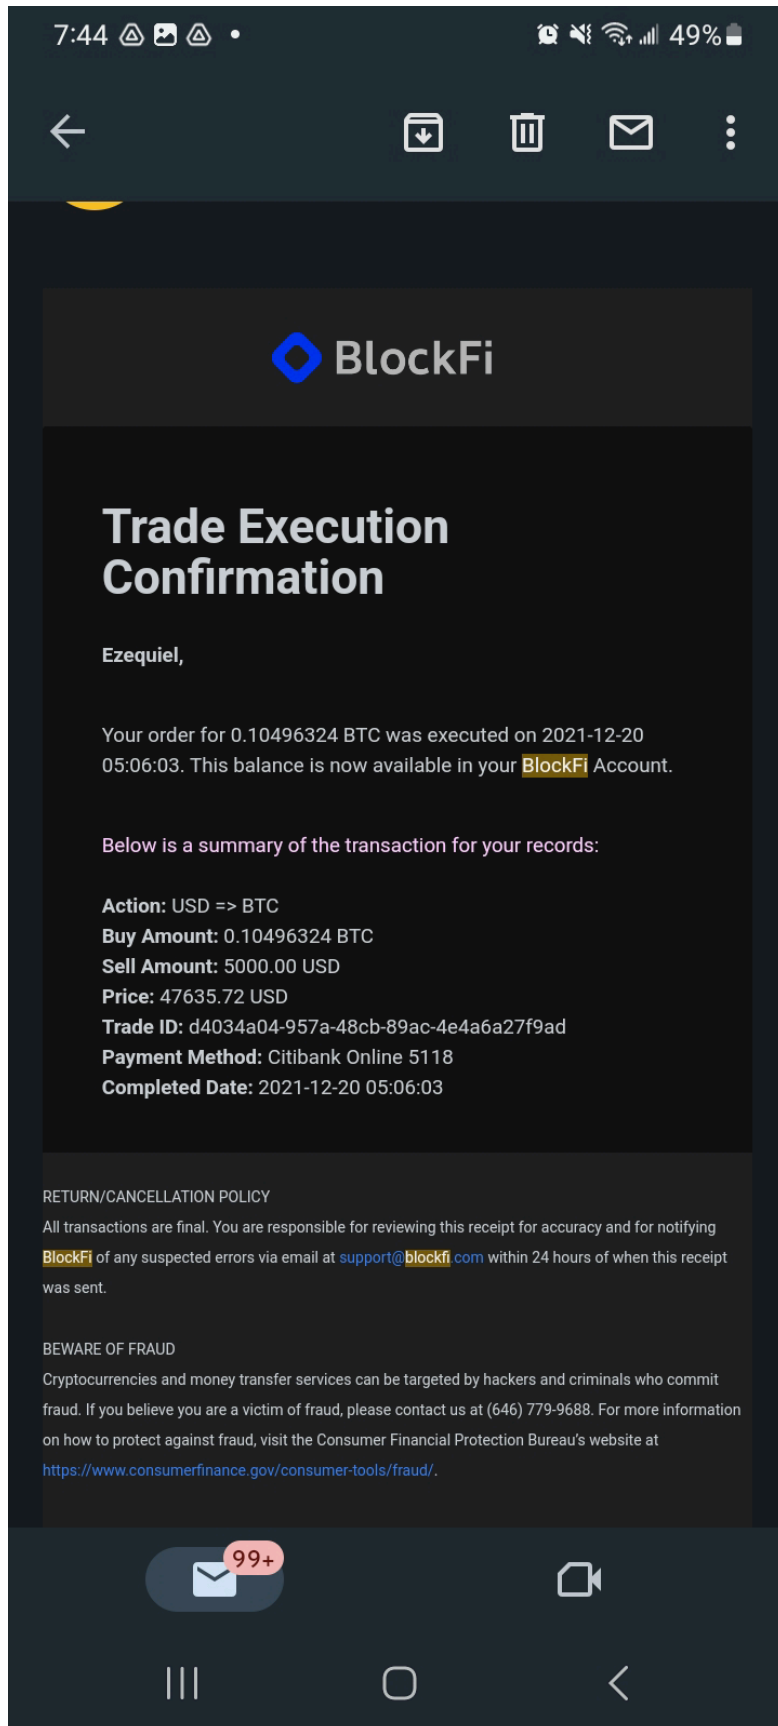 7:44
49%
BlockFi
Trade Execution
Confirmation
Ezequiel,
Your order for 0.10496324 BTC was executed on 2021-12-20
05:06:03. This balance is now available in your BlockFi Account.
Below is a summary of the transaction for your records:
Action: USD => BTC
Buy Amount: 0.10496324 BTC
Sell Amount: 5000.00 USD
Price: 47635.72 USD
Trade ID: d4034a04-957a-48cb-89ac-4e4a6a27f9ad
Payment Method: Citibank Online 5118
Completed Date: 2021-12-20 05:06:03
RETURN/CANCELLATION POLICY
All transactions are final. You are responsible for reviewing this receipt for accuracy and for notifying
BlockFi of any suspected errors via email at support@blockfi.com within 24 hours of when this receipt
was sent.
BEWARE OF FRAUD
Cryptocurrencies and money transfer services can be targeted by hackers and criminals who commit
fraud. If you believe you are a victim of fraud, please contact us at (646) 779-9688. For more information
on how to protect against fraud, visit the Consumer Financial Protection Bureau's website at
https://www.consumerfinance.gov/consumer-tools/fraud/.
99+